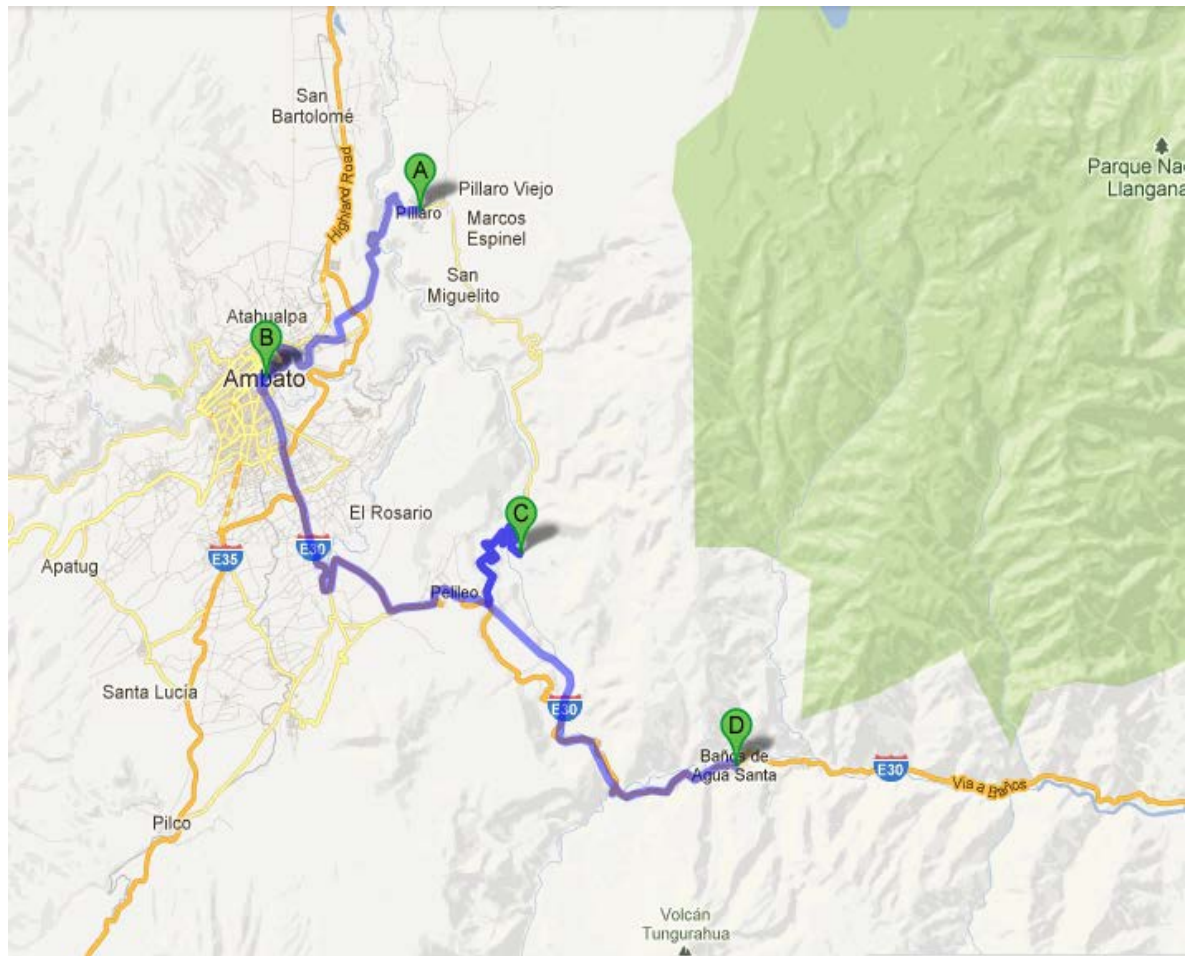 San
Bartolomé
Highland Road
A
Pillaro Viejo
Pillaro
Marcos
Espinel
San
Miguelito
Parque Na
Llangana
Atahualpa
B
Ambato
C
El Rosario
E35
E30
Apatug
Pelileo
Santa Lucía
E30
D
Baños de
Agua Santa
E30
Via a Baños
Pilco
Volcán
Tungurahua